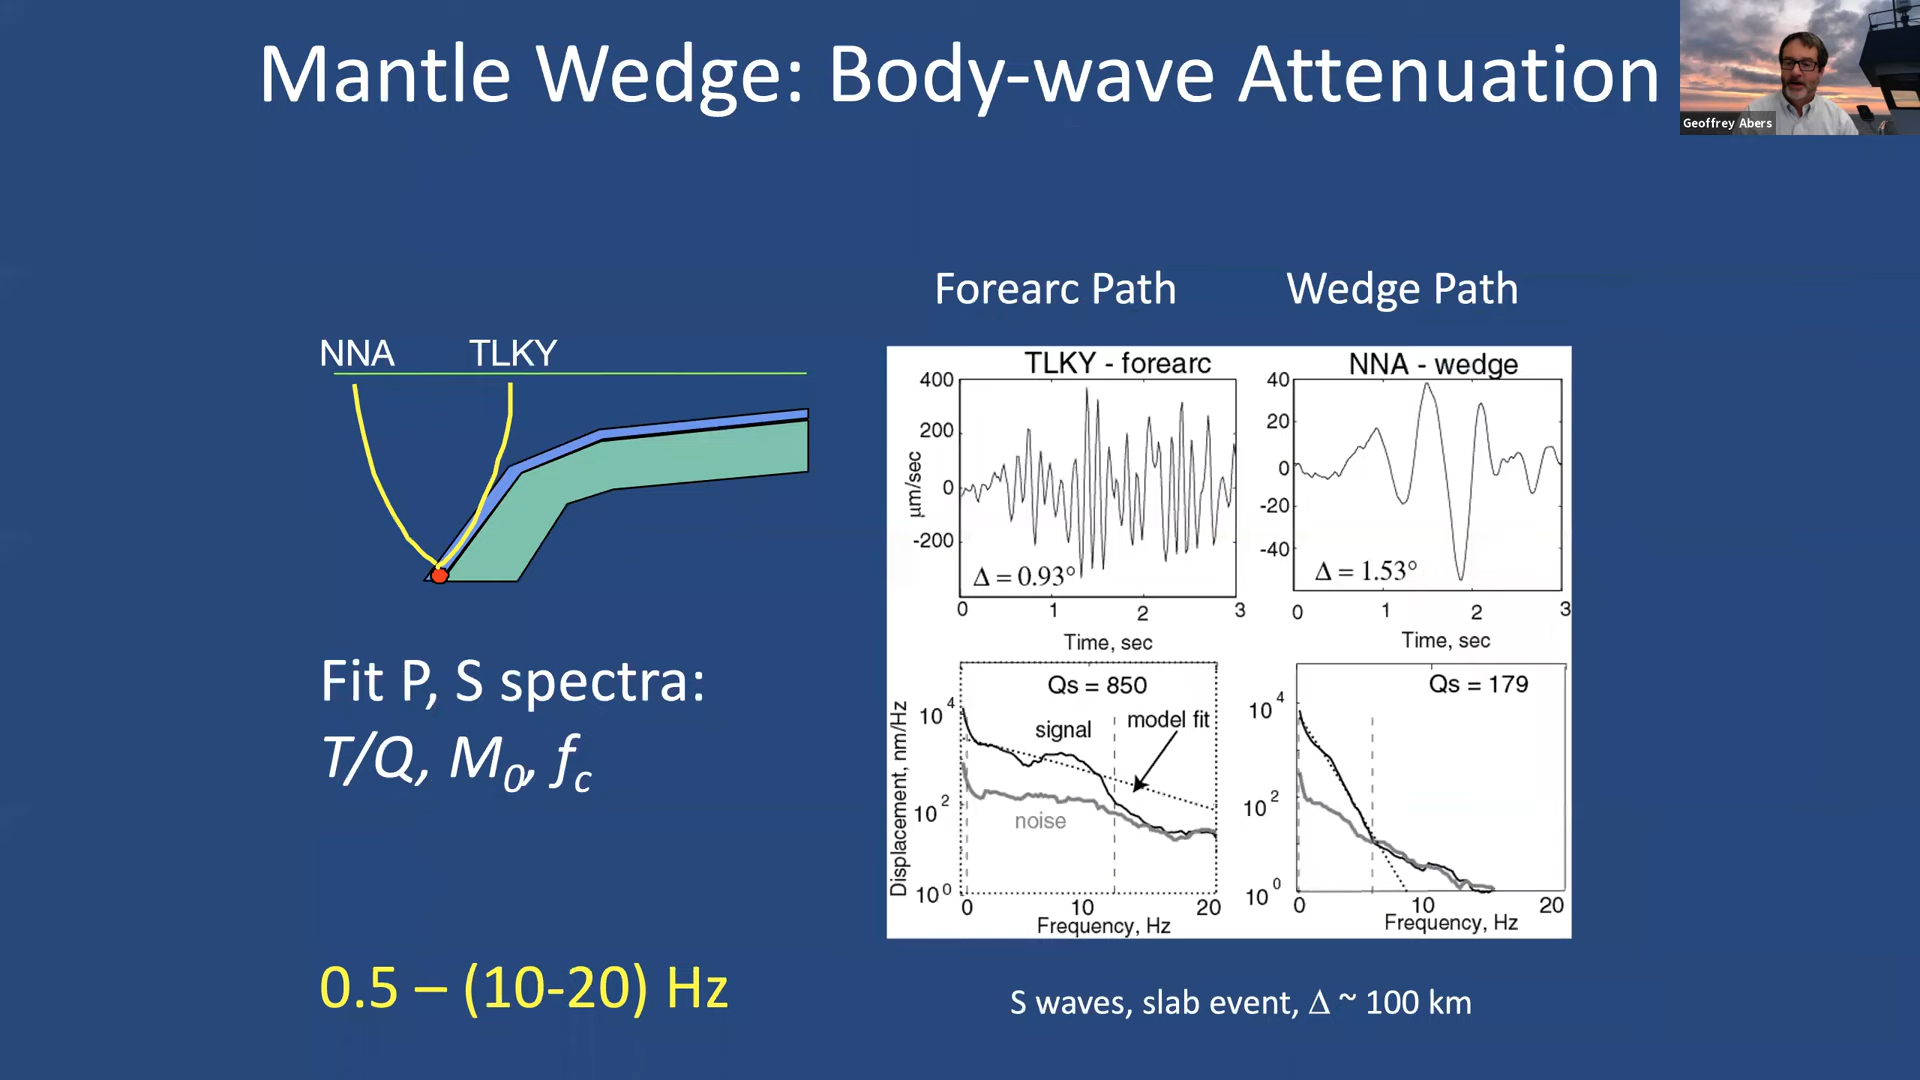 Mantle Wedge: Body-wave Attenuation
Geoffrey Abers
Forearc Path
Wedge Path
NNA
TLKY
TLKY - forearc
400
200
0
-200
μm/sec
Δ = 0.93°
0 1 2 3
Time, sec
NNA - wedge
40
20
0
-20
-40
Δ = 1.53°
0 1 2 3
Time, sec
Fit P, S spectra:
T/Q, M0, fc
Qs = 850
signal
model fit
noise
Displacement, nm/Hz
10^4
10^2
10^0
0 10 20
Frequency, Hz
Qs = 179
10^4
10^2
10^0
0 10 20
Frequency, Hz
0.5 – (10-20) Hz
S waves, slab event, Δ ~ 100 km